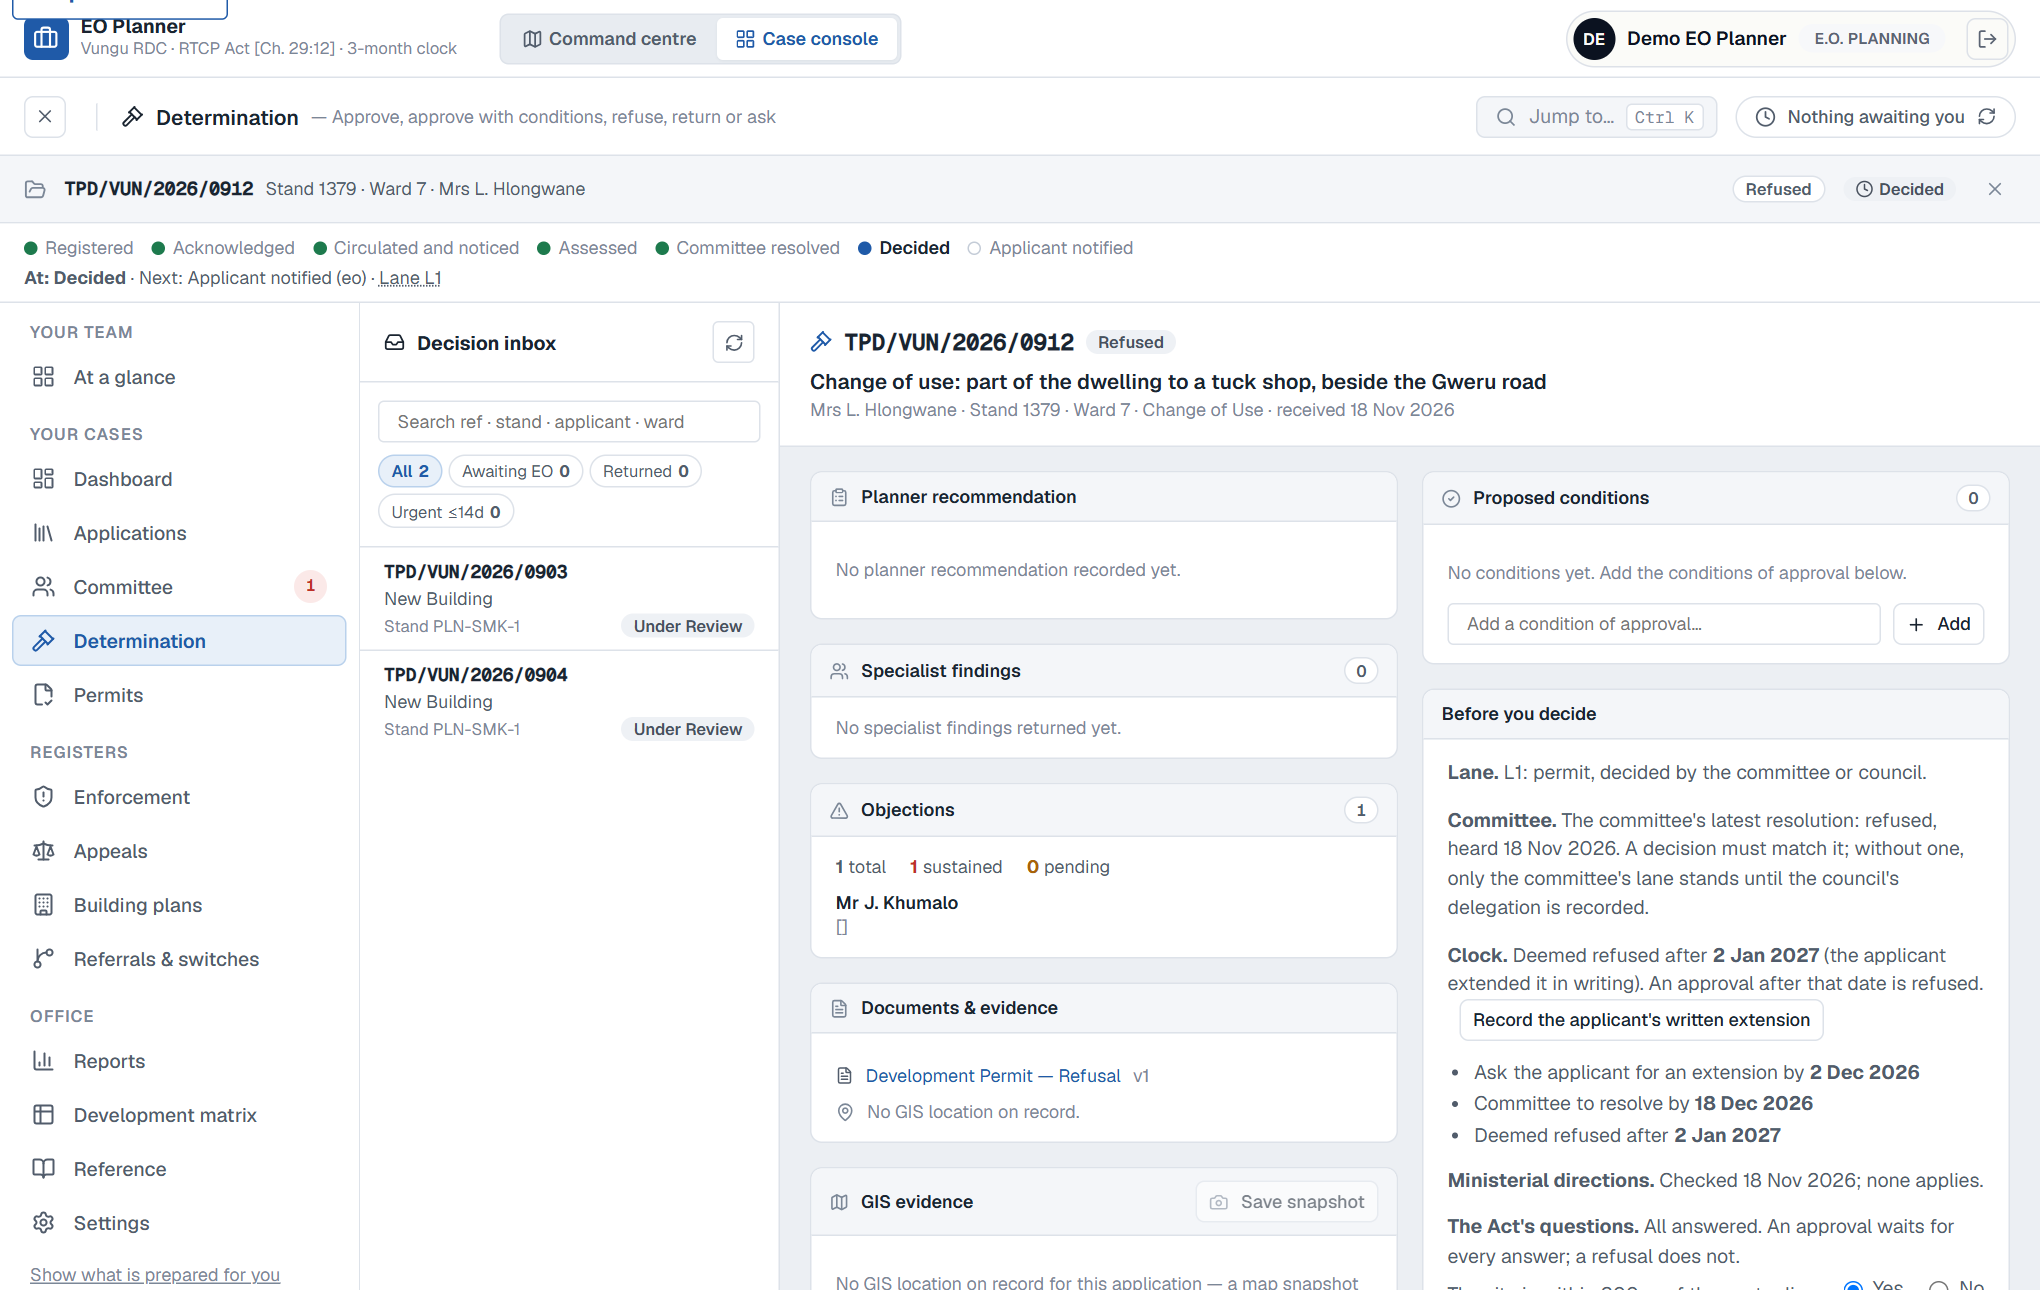 EO Planner
Vungu RDC · RTCP Act [Ch. 29:12] · 3-month clock
Command centre
Case console
DE
Demo EO Planner
E.O. PLANNING
Determination
— Approve, approve with conditions, refuse, return or ask
Jump to...
Ctrl K
Nothing awaiting you
TPD/VUN/2026/0912
Stand 1379 · Ward 7 · Mrs L. Hlongwane
Refused
Decided
Registered
Acknowledged
Circulated and noticed
Assessed
Committee resolved
Decided
Applicant notified
At: Decided · Next: Applicant notified (eo) · Lane L1
YOUR TEAM
At a glance
YOUR CASES
Dashboard
Applications
Committee
1
Determination
Permits
REGISTERS
Enforcement
Appeals
Building plans
Referrals & switches
OFFICE
Reports
Development matrix
Reference
Settings
Show what is prepared for you
Decision inbox
Search ref · stand · applicant · ward
All 2
Awaiting EO 0
Returned 0
Urgent ≤14d 0
TPD/VUN/2026/0903
New Building
Stand PLN-SMK-1
Under Review
TPD/VUN/2026/0904
New Building
Stand PLN-SMK-1
Under Review
TPD/VUN/2026/0912
Refused
Change of use: part of the dwelling to a tuck shop, beside the Gweru road
Mrs L. Hlongwane · Stand 1379 · Ward 7 · Change of Use · received 18 Nov 2026
Planner recommendation
No planner recommendation recorded yet.
Specialist findings
0
No specialist findings returned yet.
Objections
1
1 total
1 sustained
0 pending
Mr J. Khumalo
[]
Documents & evidence
Development Permit — Refusal v1
No GIS location on record.
GIS evidence
Save snapshot
No GIS location on record for this application — a map snapshot
Proposed conditions
0
No conditions yet. Add the conditions of approval below.
Add a condition of approval...
+ Add
Before you decide
Lane. L1: permit, decided by the committee or council.
Committee. The committee's latest resolution: refused,
heard 18 Nov 2026. A decision must match it; without one,
only the committee's lane stands until the council's
delegation is recorded.
Clock. Deemed refused after 2 Jan 2027 (the applicant
extended it in writing). An approval after that date is refused.
Record the applicant's written extension
• Ask the applicant for an extension by 2 Dec 2026
• Committee to resolve by 18 Dec 2026
• Deemed refused after 2 Jan 2027
Ministerial directions. Checked 18 Nov 2026; none applies.
The Act's questions. All answered. An approval waits for
every answer; a refusal does not.
Yes
No